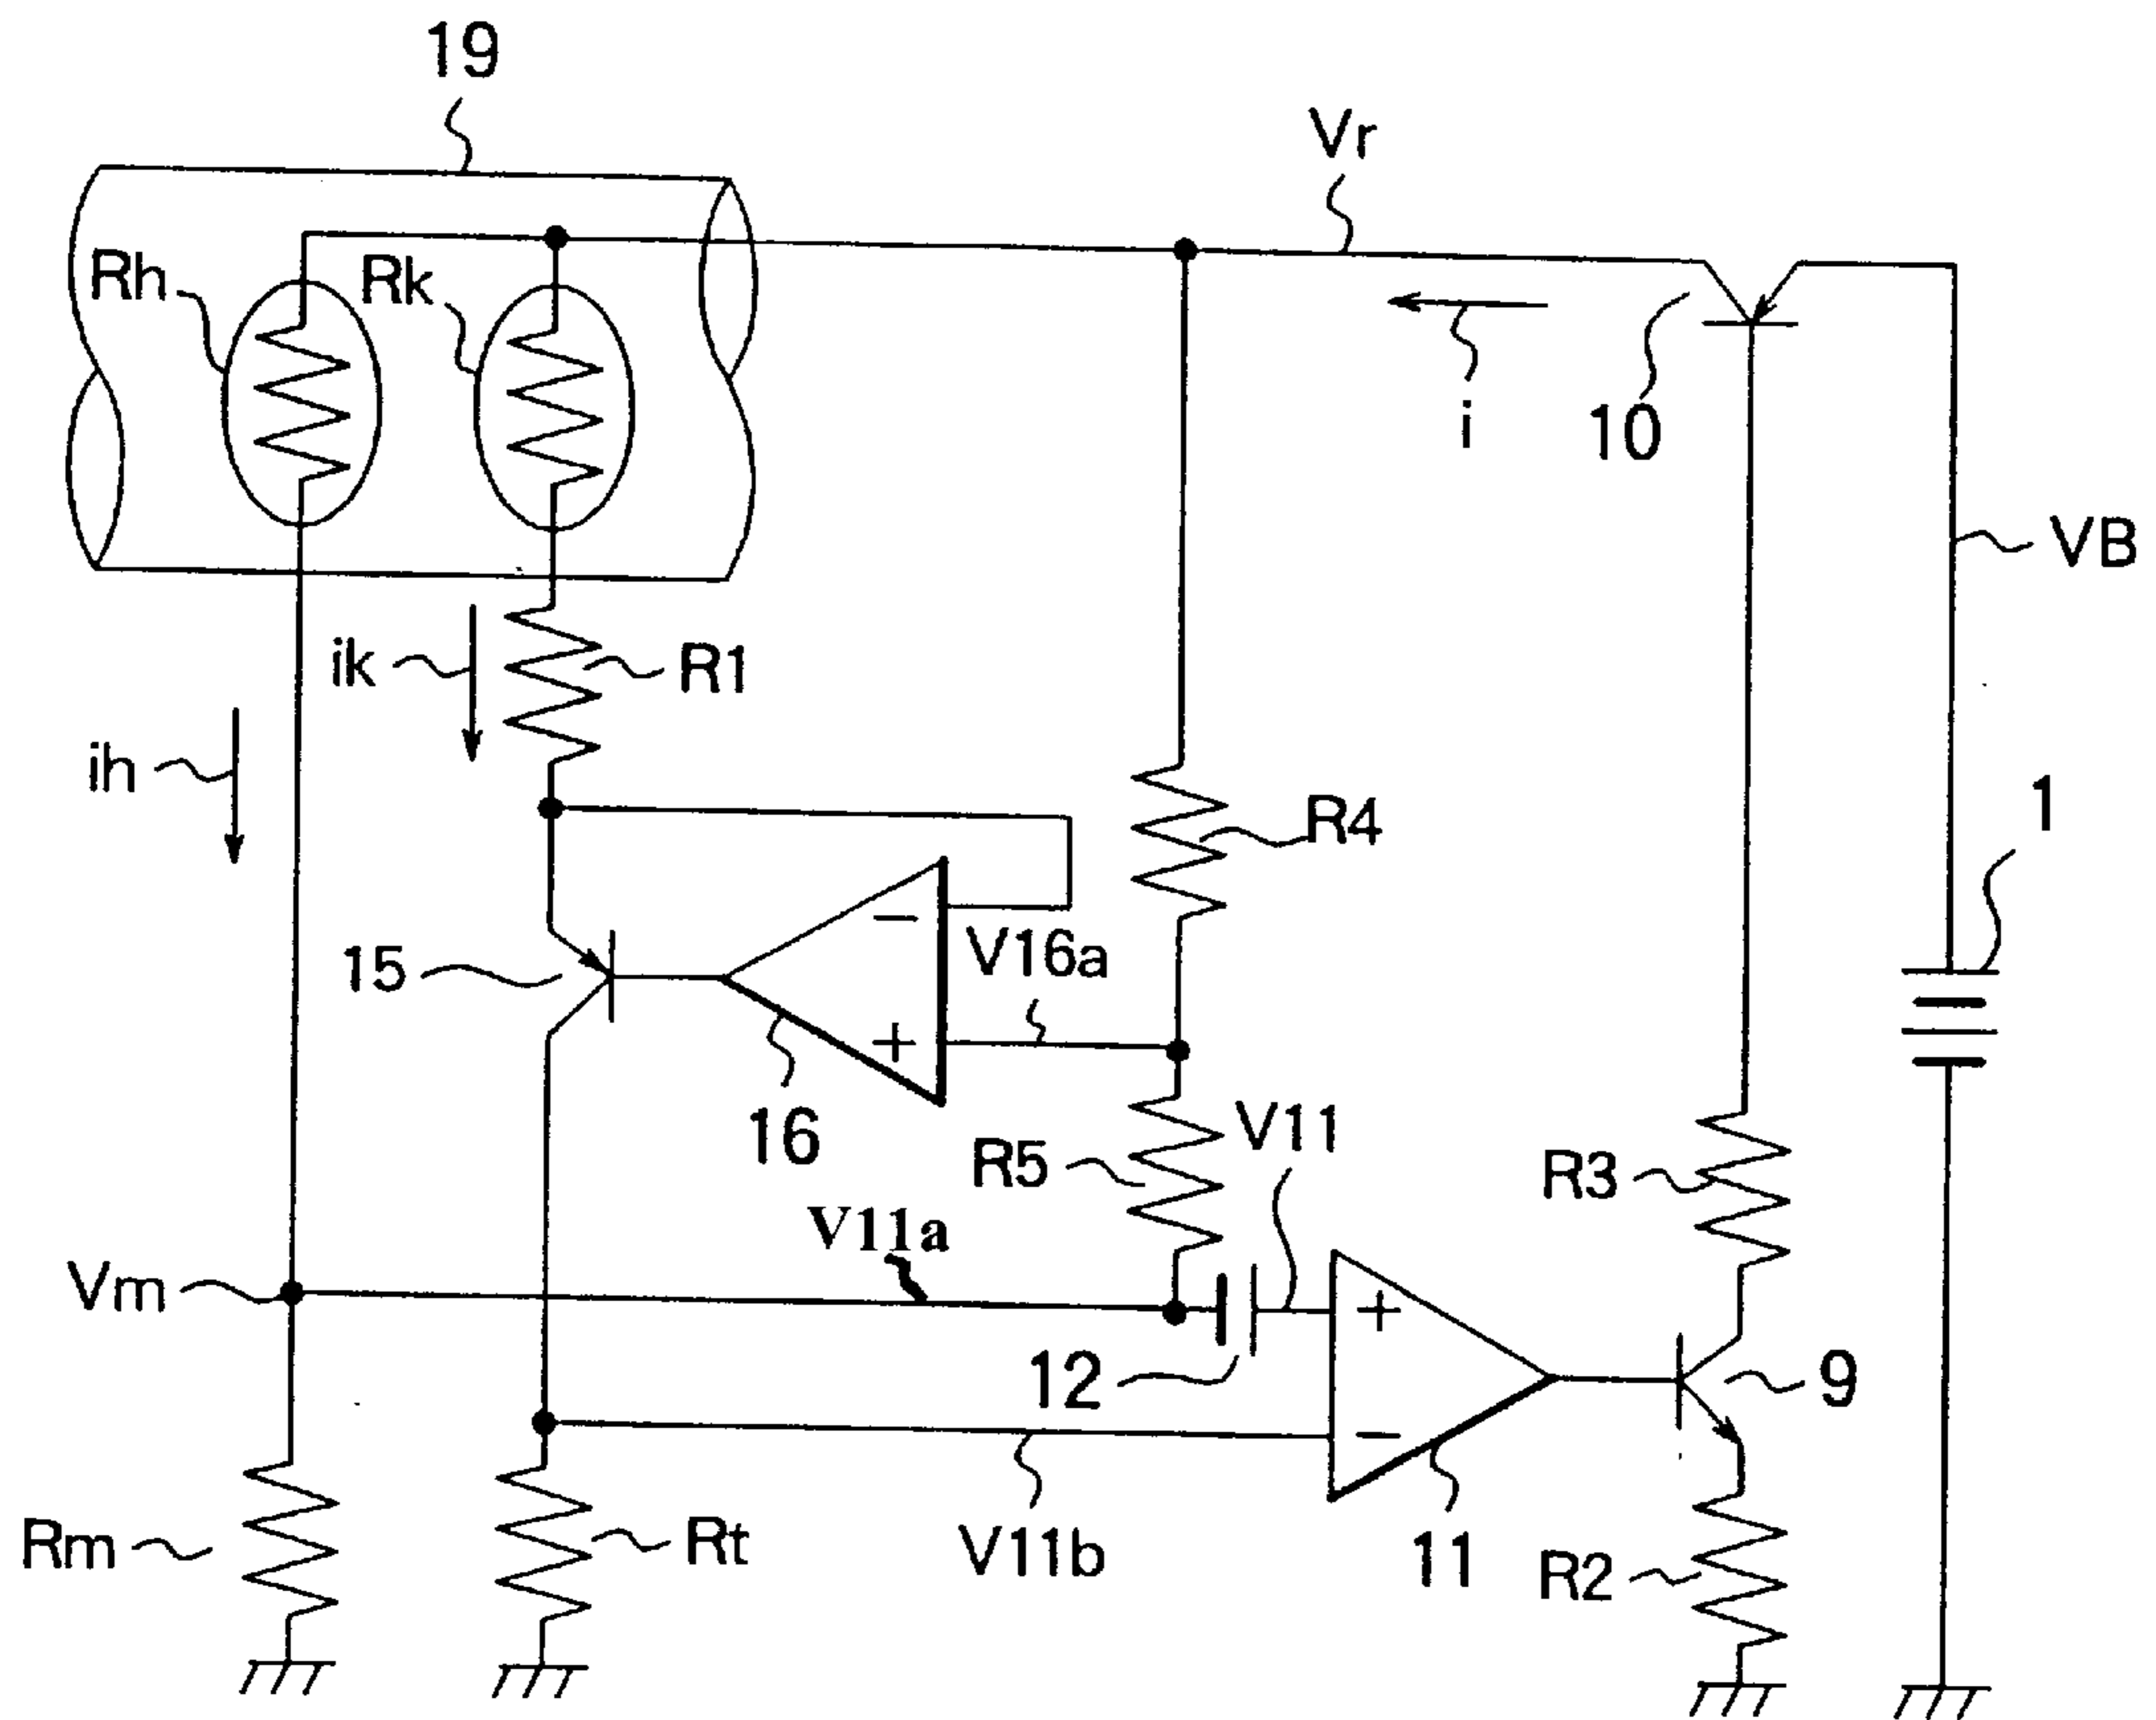 19
Vr
Rh
Rk
i
10
VB
ik
R1
ih
R4
1
−
V16a
15
+
16
V11
R5
R3
V11a
Vm
+
12
9
−
Rm
Rt
V11b
11
R2